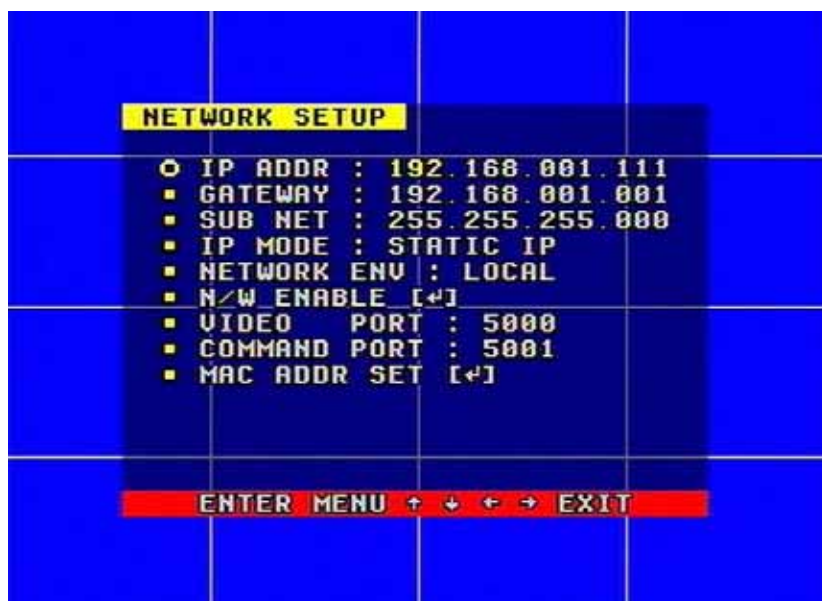 NETWORK SETUP
IP ADDR : 192.168.001.111
GATEWAY : 192.168.001.001
SUB NET : 255.255.255.000
IP MODE : STATIC IP
NETWORK ENV : LOCAL
N/W ENABLE [↵]
VIDEO PORT : 5000
COMMAND PORT : 5001
MAC ADDR SET [↵]
ENTER MENU ↑ ↓ ← → EXIT